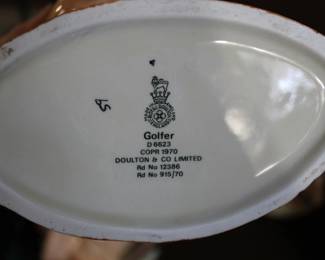 Golfer
D 6623
COPR 1970
DOULTON & CO LIMITED
Rd No 12386
Rd No 915/70